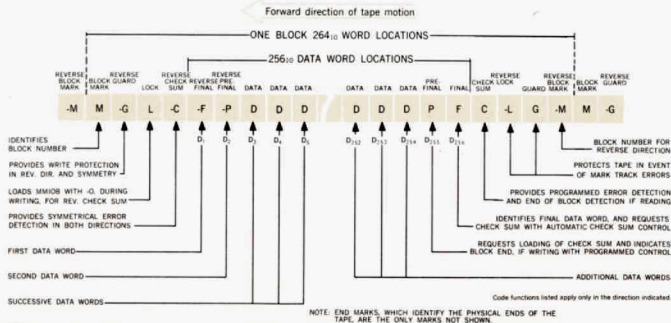 Forward direction of tape motion
ONE BLOCK 264₁₀ WORD LOCATIONS
256₁₀ DATA WORD LOCATIONS
REVERSE BLOCK MARK
BLOCK MARK
REVERSE GUARD
LOCK
REVERSE CHECK SUM
REVERSE FINAL
REVERSE PRE-FINAL
DATA
DATA
DATA
DATA
DATA
DATA
PRE-FINAL
FINAL
CHECK SUM
REVERSE LOCK
GUARD
REVERSE BLOCK MARK
BLOCK MARK
REVERSE GUARD
-M M -G L -C -F -P D D D D D D P F C -L G -M M -G
D₁ D₂ D₃ D₄ D₅ D₂₅₂ D₂₅₃ D₂₅₄ D₂₅₅ D₂₅₆
IDENTIFIES BLOCK NUMBER
PROVIDES WRITE PROTECTION IN REV. DIR. AND SYMMETRY
LOADS MMIOB WITH -O, DURING WRITING, FOR REV. CHECK SUM
PROVIDES SYMMETRICAL ERROR DETECTION IN BOTH DIRECTIONS
FIRST DATA WORD
SECOND DATA WORD
SUCCESSIVE DATA WORDS
BLOCK NUMBER FOR REVERSE DIRECTION
PROTECTS TAPE IN EVENT OF MARK TRACK ERRORS
PROVIDES PROGRAMMED ERROR DETECTION AND END OF BLOCK DETECTION IF READING
IDENTIFIES FINAL DATA WORD, AND REQUESTS CHECK SUM WITH AUTOMATIC CHECK SUM CONTROL
REQUESTS LOADING OF CHECK SUM AND INDICATES BLOCK END, IF WRITING WITH PROGRAMMED CONTROL
ADDITIONAL DATA WORDS
Code functions listed apply only in the direction indicated
NOTE: END MARKS, WHICH IDENTIFY THE PHYSICAL ENDS OF THE TAPE, ARE THE ONLY MARKS NOT SHOWN.